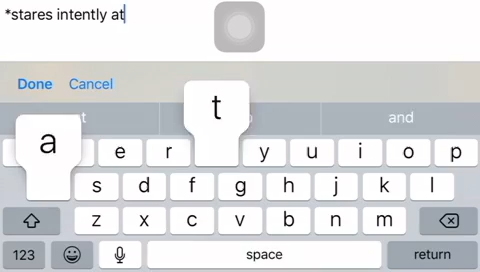 *stares intently at
Done Cancel
and
a t
e r y u i o p
s d f g h j k l
z x c v b n m
123 space return